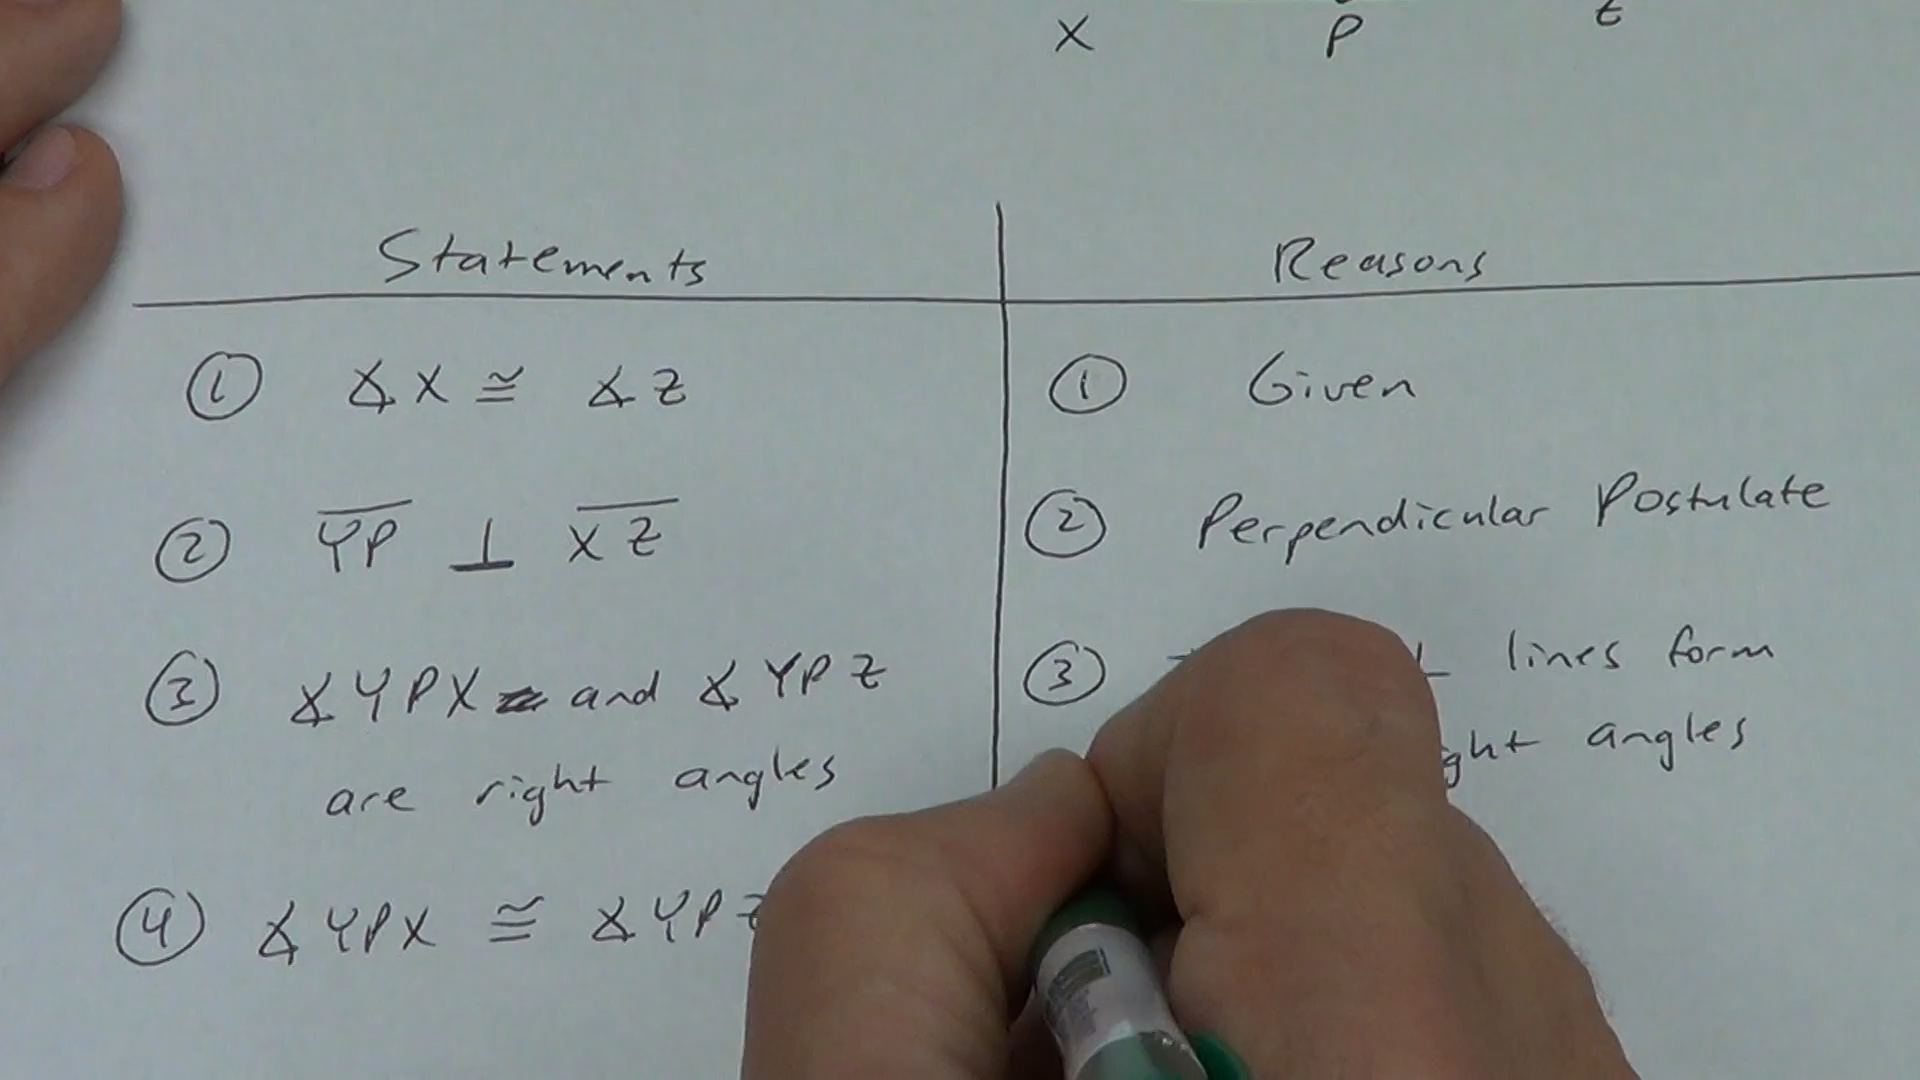 X P Z
Statements Reasons
① ∡X ≅ ∡Z ① Given
② YP ⊥ XZ ② Perpendicular Postulate
③ ∡YPX and ∡YPZ ③ ⊥ lines form
are right angles angles
④ ∡YPX ≅ ∡YPZ